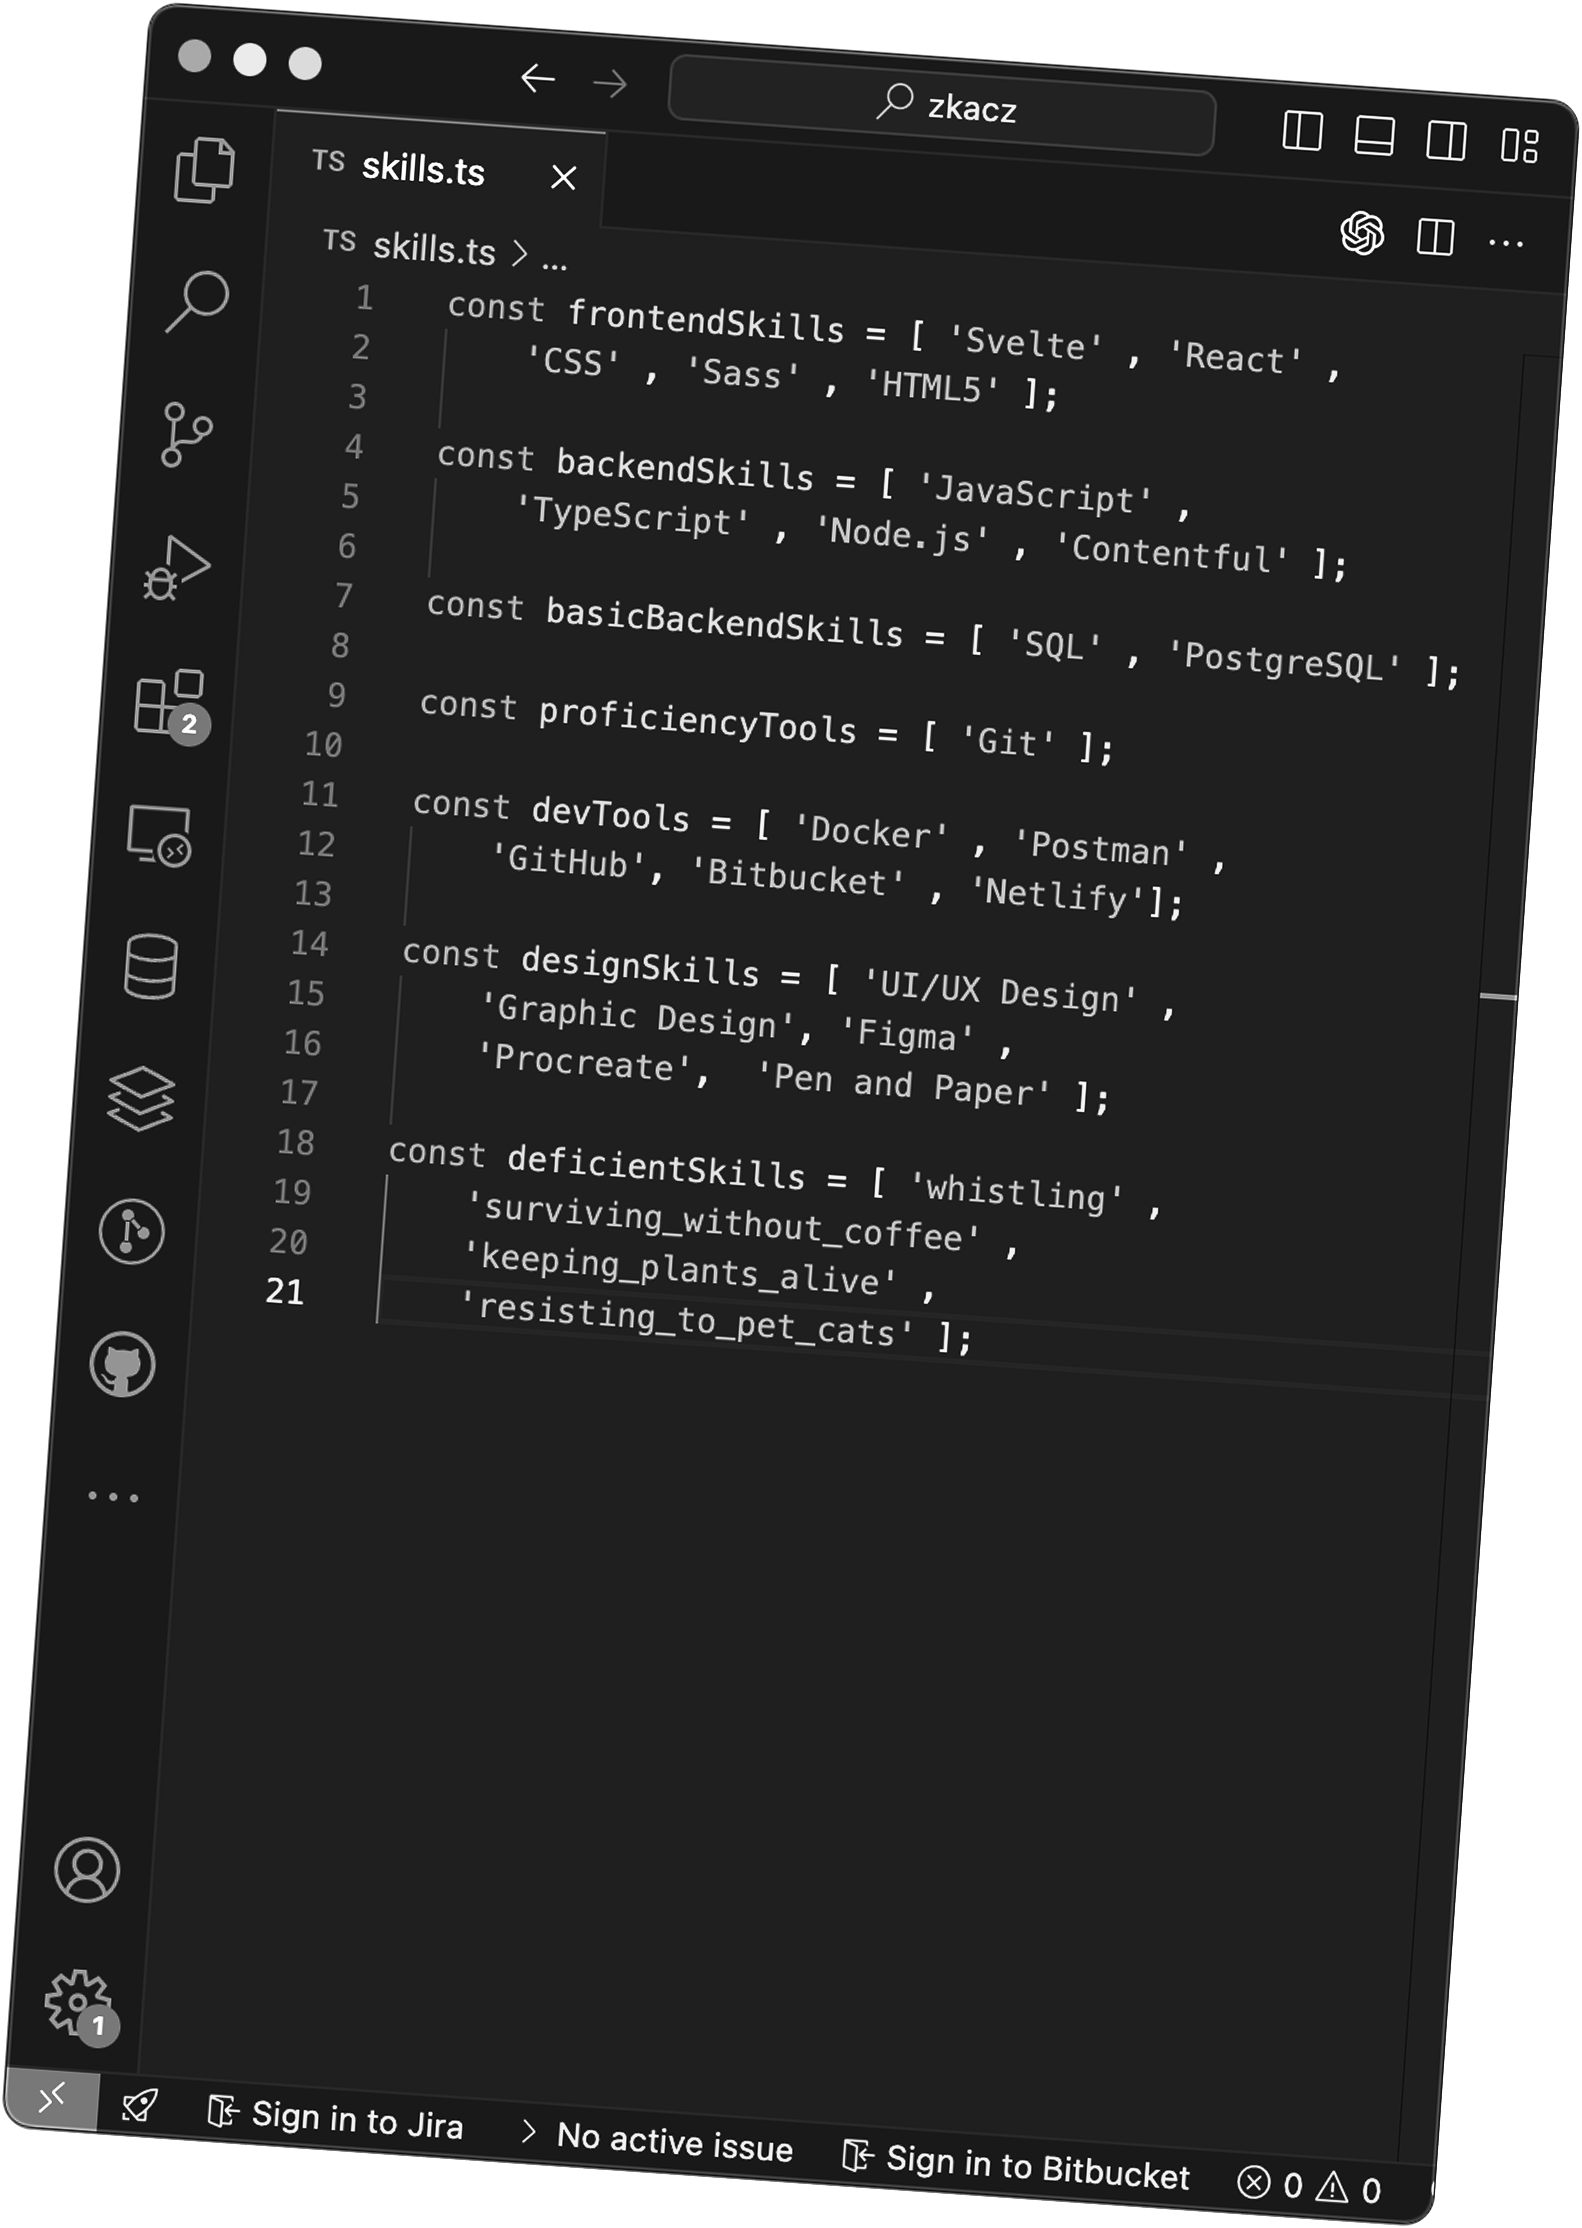 zkacz
TS skills.ts
TS skills.ts > ...
1 const frontendSkills = [ 'Svelte' , 'React' ,
2 'CSS' , 'Sass' , 'HTML5' ];
3
4 const backendSkills = [ 'JavaScript' ,
5 'TypeScript' , 'Node.js' , 'Contentful' ];
6
7 const basicBackendSkills = [ 'SQL' , 'PostgreSQL' ];
8
9 const proficiencyTools = [ 'Git' ];
10
11 const devTools = [ 'Docker' , 'Postman' ,
12 'GitHub', 'Bitbucket' , 'Netlify'];
13
14 const designSkills = [ 'UI/UX Design' ,
15 'Graphic Design', 'Figma' ,
16 'Procreate', 'Pen and Paper' ];
17
18 const deficientSkills = [ 'whistling' ,
19 'surviving_without_coffee' ,
20 'keeping_plants_alive' ,
21 'resisting_to_pet_cats' ];
2
1
Sign in to Jira > No active issue Sign in to Bitbucket 0 0